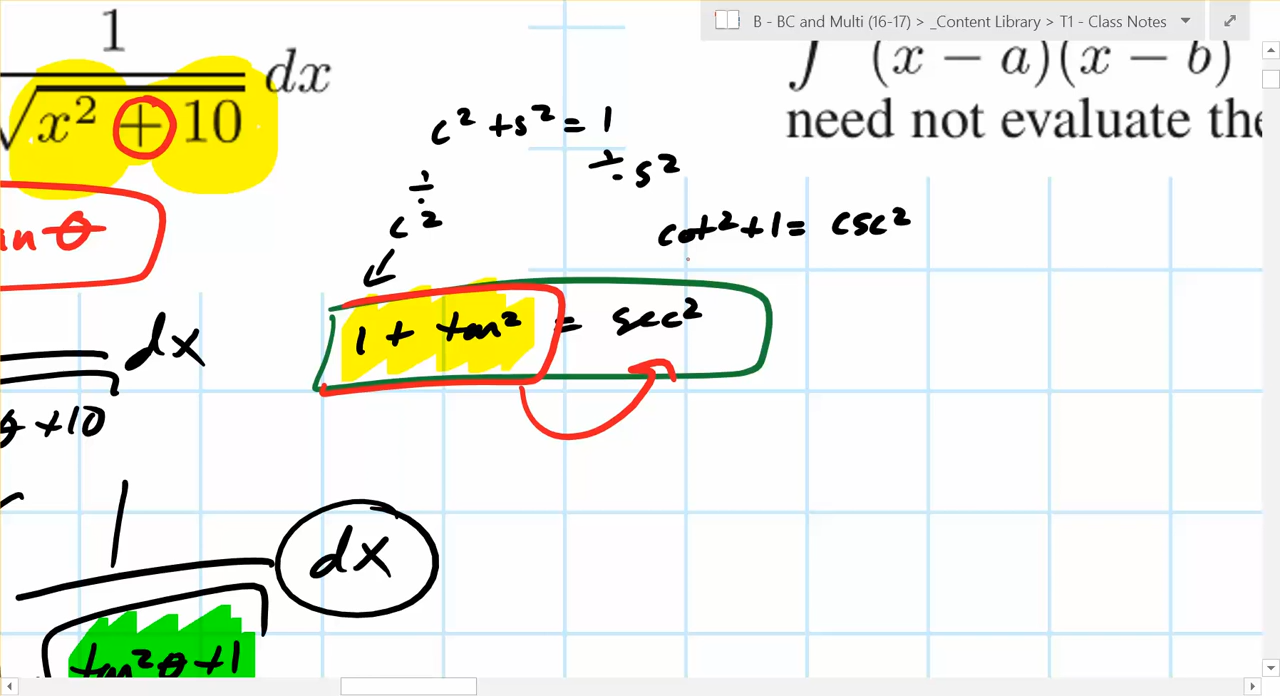 B - BC and Multi (16-17) > _Content Library > T1 - Class Notes
1
√x² + 10 dx
∫ (x − a)(x − b)
need not evaluate the
c² + s² = 1
÷ s²
÷
c²
cot² + 1 = csc²
an θ
1 + tan² = sec²
dx
θ + 10
1
dx
tan²θ + 1